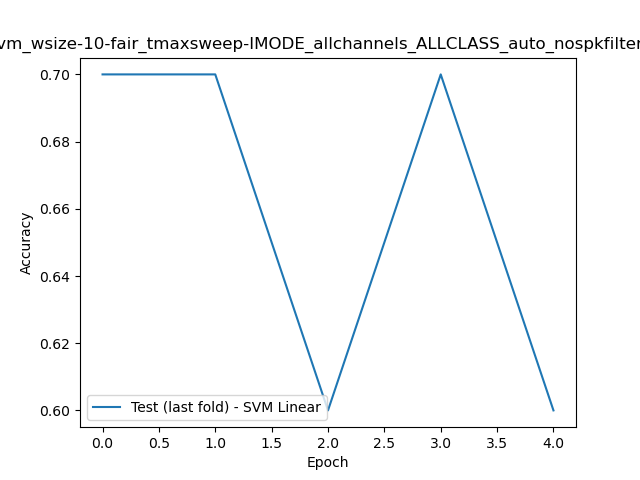 vm_wsize-10-fair_tmaxsweep-IMODE_allchannels_ALLCLASS_auto_nospkfilter
0.70
0.68
0.66
0.64
0.62
0.60
Accuracy
Test (last fold) - SVM Linear
0.0 0.5 1.0 1.5 2.0 2.5 3.0 3.5 4.0
Epoch